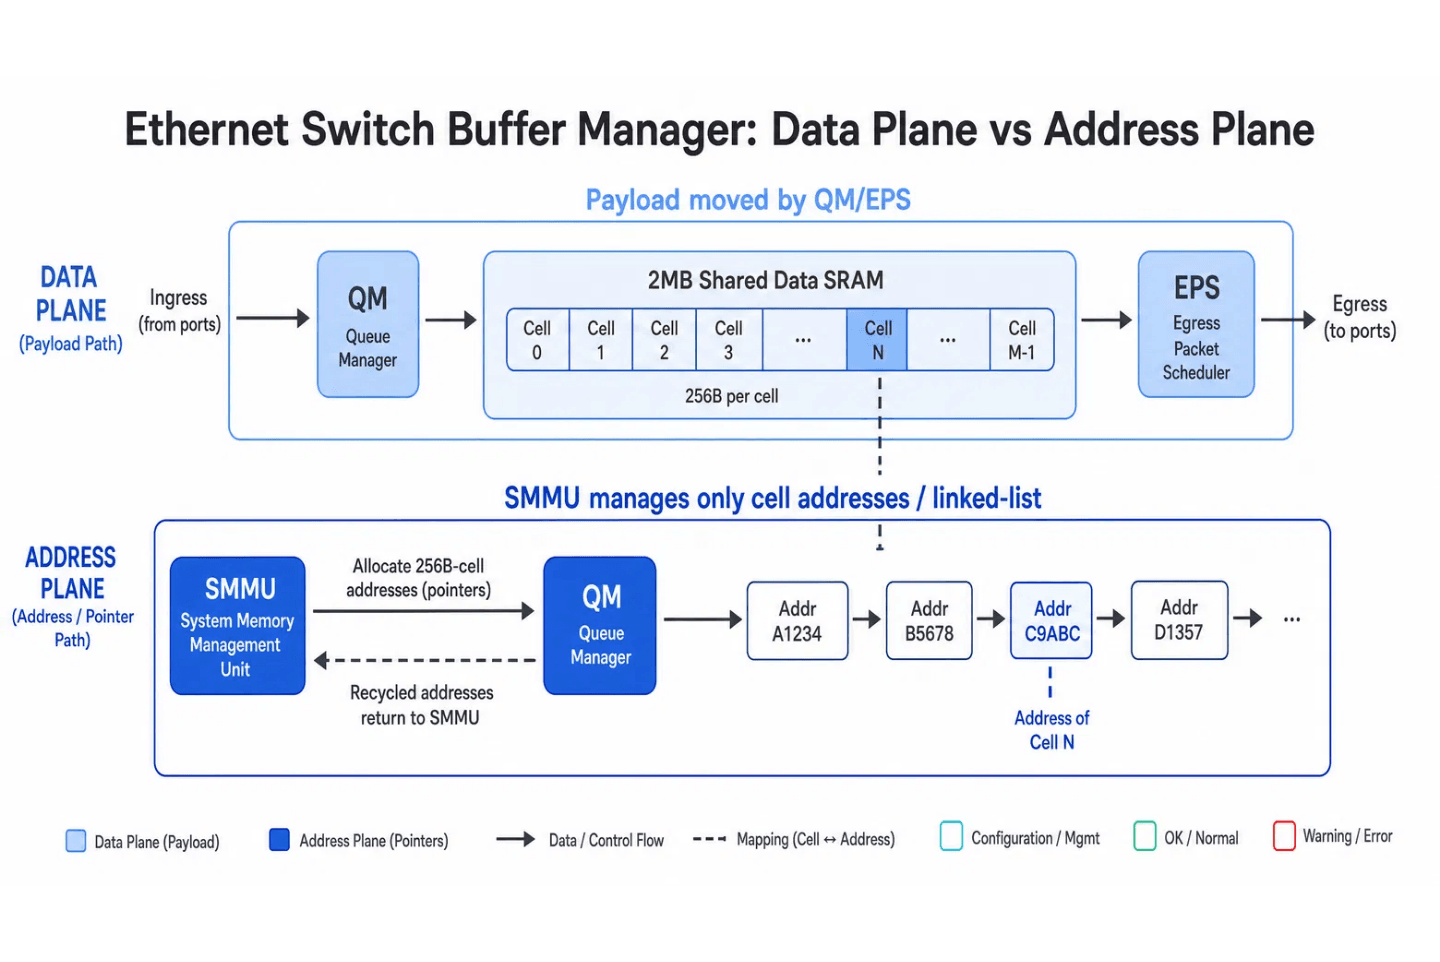 Ethernet Switch Buffer Manager: Data Plane vs Address Plane
Payload moved by QM/EPS
DATA
PLANE
(Payload Path)
Ingress
(from ports)
QM
Queue
Manager
2MB Shared Data SRAM
Cell
0
Cell
1
Cell
2
Cell
3
...
Cell
N
...
Cell
M-1
256B per cell
EPS
Egress
Packet
Scheduler
Egress
(to ports)
SMMU manages only cell addresses / linked-list
ADDRESS
PLANE
(Address / Pointer
Path)
SMMU
System Memory
Management
Unit
Allocate 256B-cell
addresses (pointers)
Recycled addresses
return to SMMU
QM
Queue
Manager
Addr
A1234
Addr
B5678
Addr
C9ABC
Addr
D1357
...
Address of
Cell N
Data Plane (Payload)
Address Plane (Pointers)
Data / Control Flow
Mapping (Cell ↔ Address)
Configuration / Mgmt
OK / Normal
Warning / Error